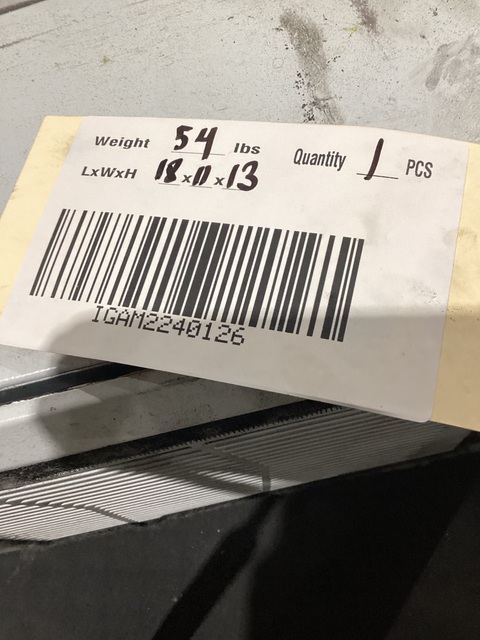 Weight 54 lbs
Quantity 1 PCS
LxWxH 18x11x13
IGAM2240126